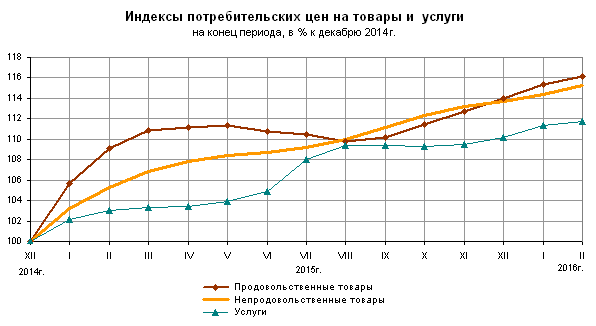 Индексы потребительских цен на товары и услуги
на конец периода, в % к декабрю 2014г.
118
116
114
112
110
108
106
104
102
100
XII I II III IV V VI VII VIII IX X XI XII I II
2014г. 2015г. 2016г.
Продовольственные товары
Непродовольственные товары
Услуги